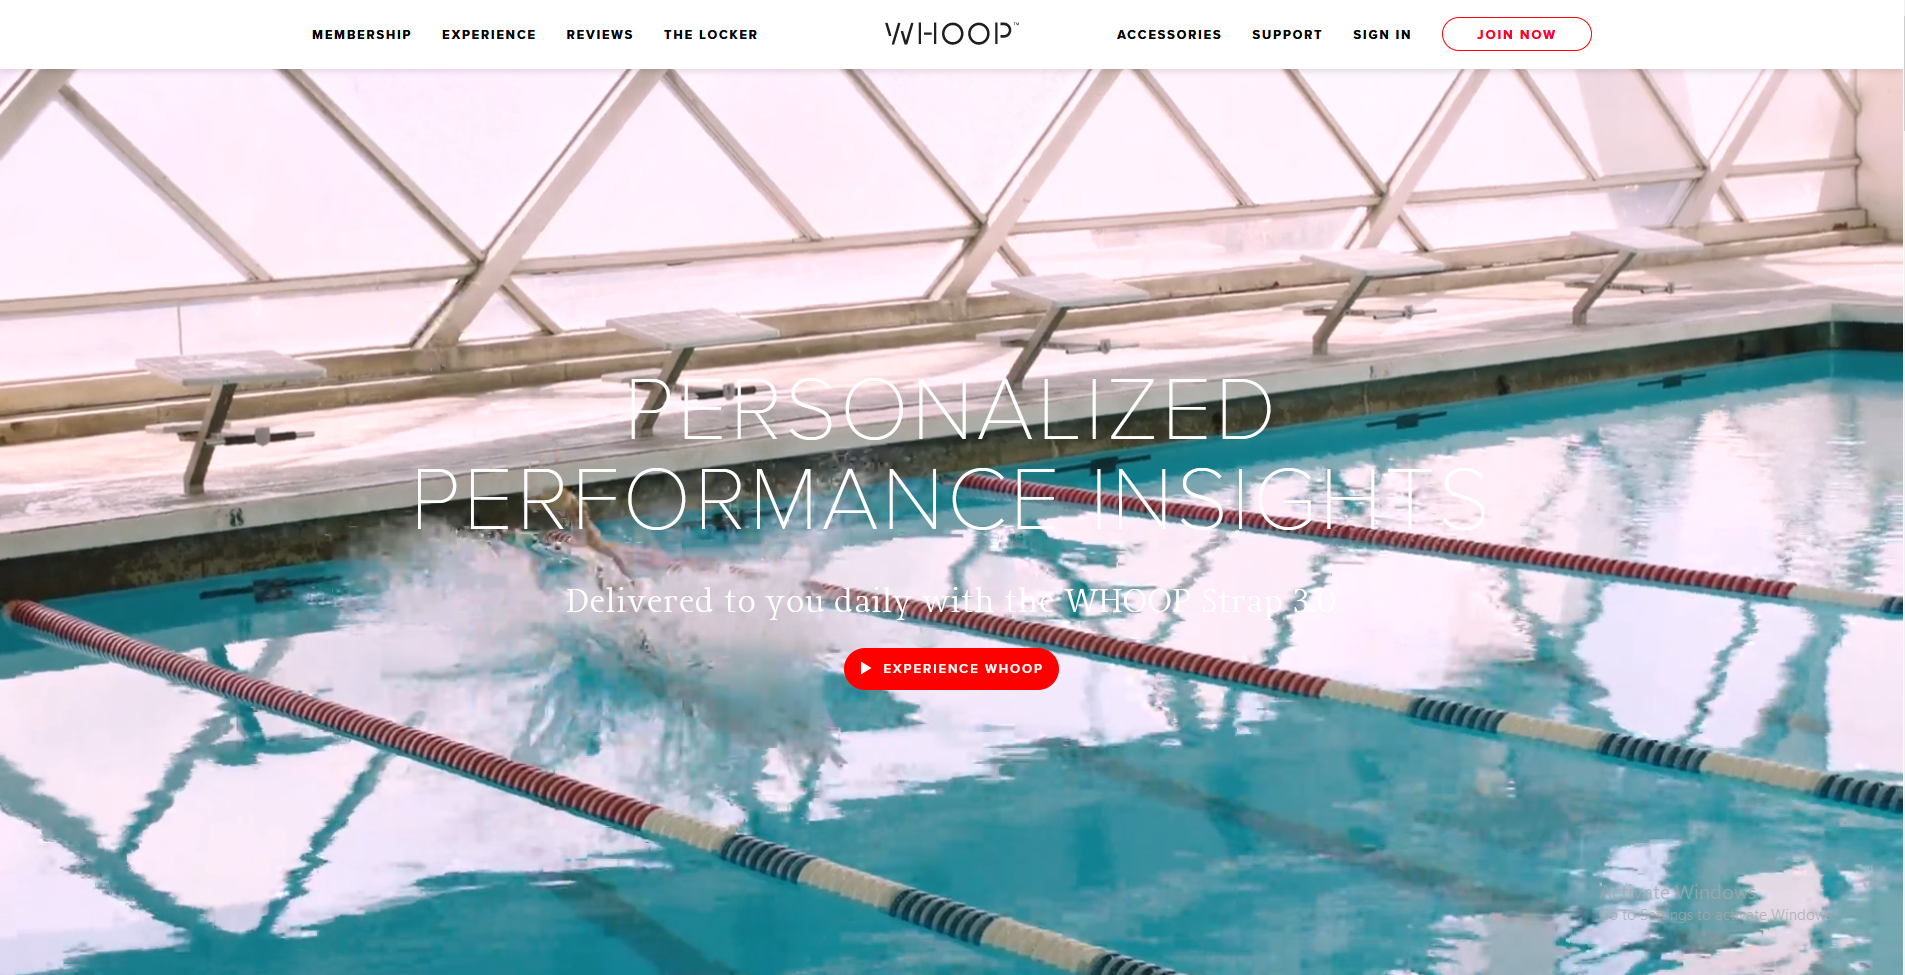 MEMBERSHIP EXPERIENCE REVIEWS THE LOCKER WHOOP™ ACCESSORIES SUPPORT SIGN IN JOIN NOW
PERSONALIZED
PERFORMANCE INSIGHTS
Delivered to you daily with the WHOOP Strap 3.0
EXPERIENCE WHOOP
Activate Windows
Go to Settings to activate Windows.